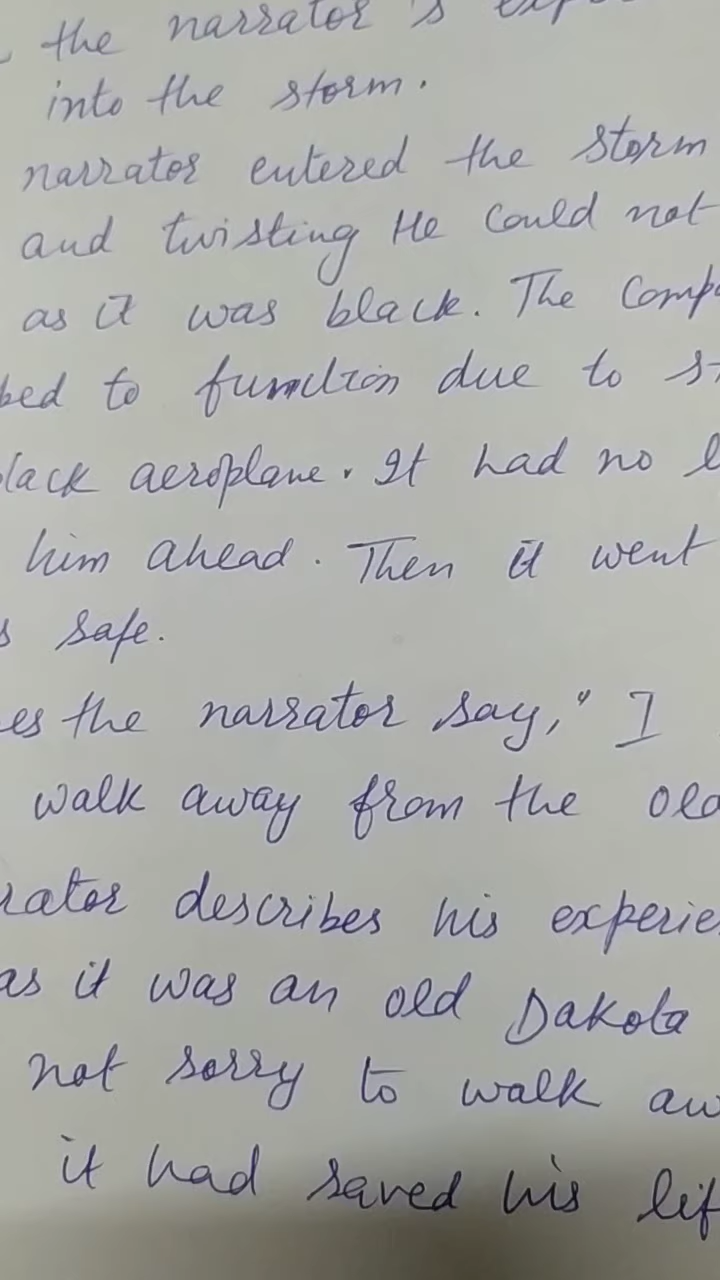 the narrator's
into the storm.
narrator entered the storm
and twisting He could not
as it was black. The
to function due to
aeroplane. It had no
him ahead. Then it went
safe.
the narrator say," I
walk away from the
describes his
as it was an old Dakota
not sorry to walk
it had saved his